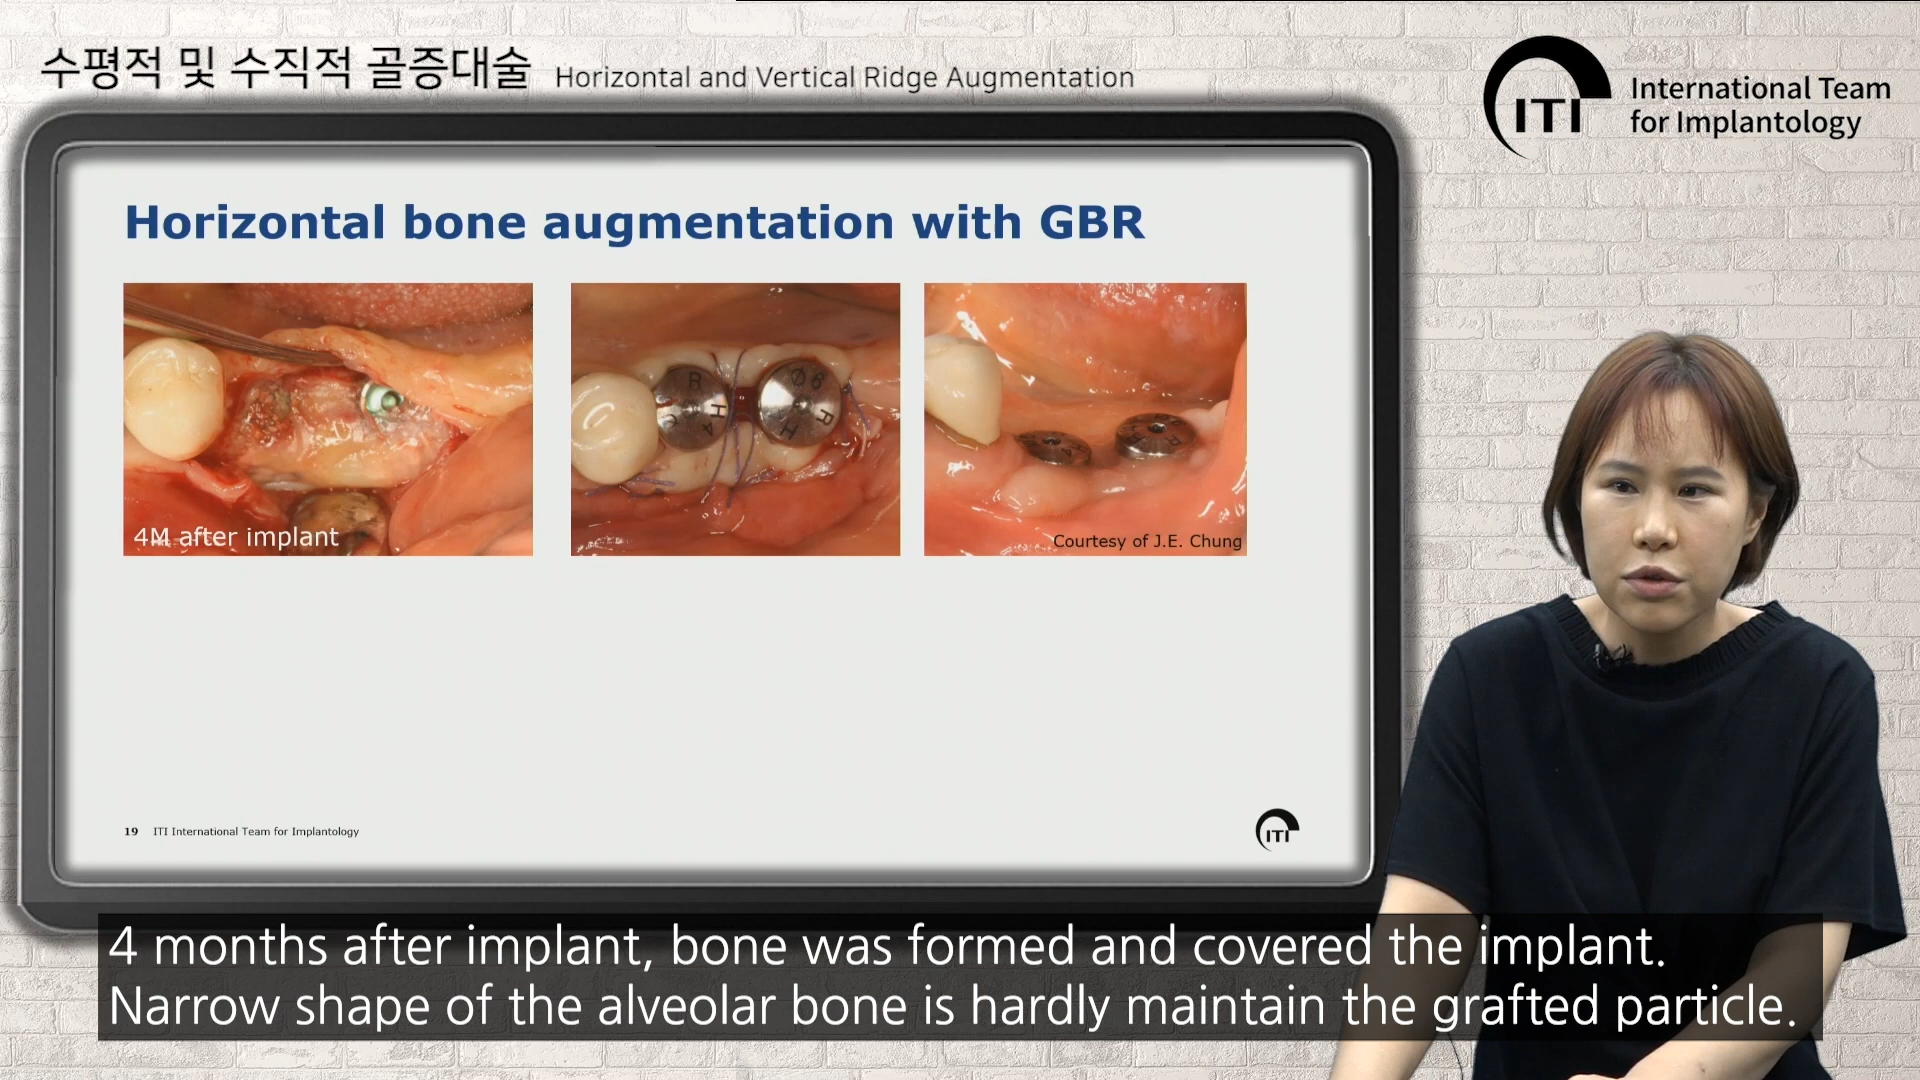 수평적 및 수직적 골증대술 Horizontal and Vertical Ridge Augmentation
ITI International Team
for Implantology
Horizontal bone augmentation with GBR
4M after implant
R
H
4
Ø6
R
H
Courtesy of J.E. Chung
19 ITI International Team for Implantology
ITI
4 months after implant, bone was formed and covered the implant.
Narrow shape of the alveolar bone is hardly maintain the grafted particle.